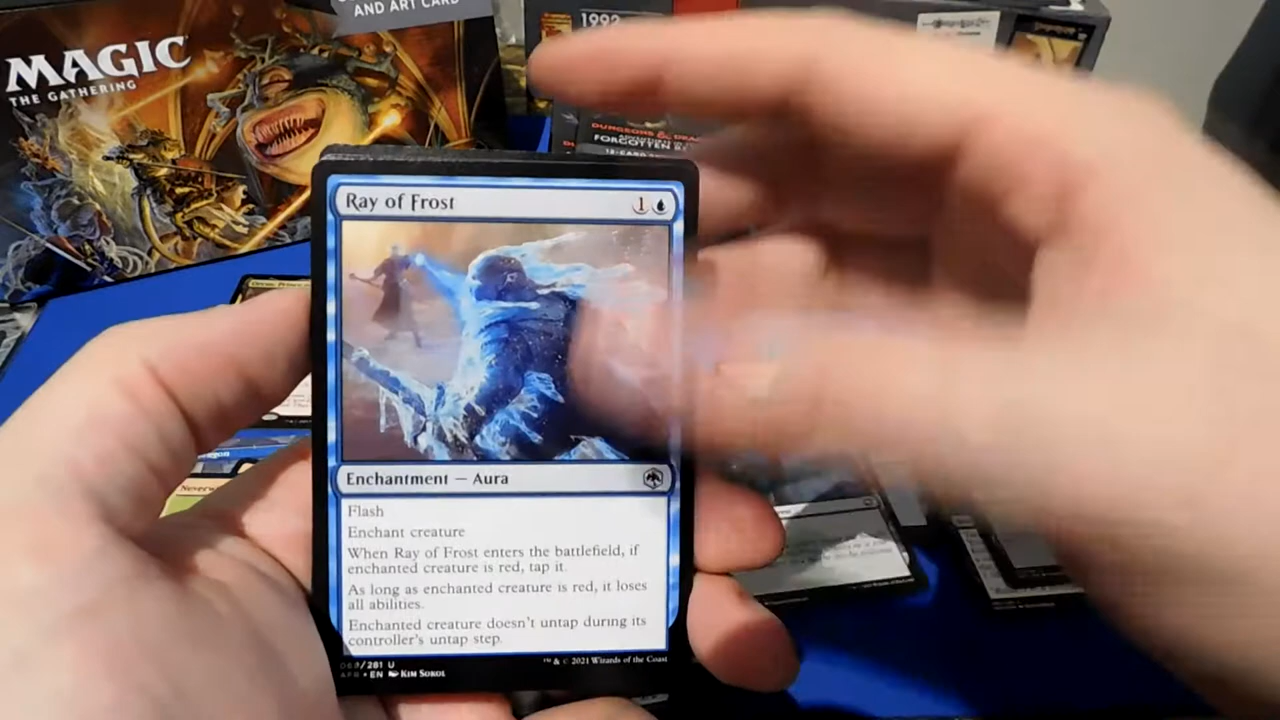 AND ART CARD
MAGIC
THE GATHERING
1992
DUNGEONS & DRA
FORGOTTEN RE
Ray of Frost 1
Enchantment — Aura
Flash
Enchant creature
When Ray of Frost enters the battlefield, if
enchanted creature is red, tap it.
As long as enchanted creature is red, it loses
all abilities.
Enchanted creature doesn't untap during its
controller's untap step.
/281 U
AFR • EN KIM SOKOL
™ & © 2021 Wizards of the Coast